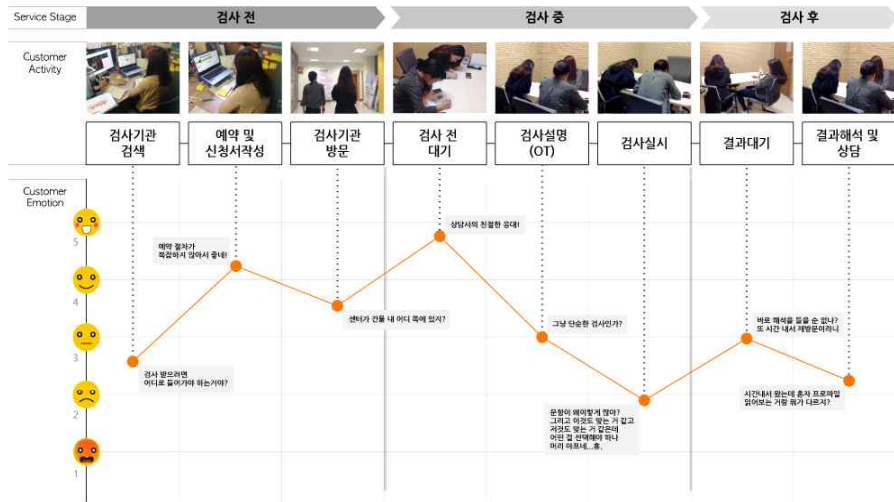 Service Stage
검사 전
검사 중
검사 후
Customer
Activity
검사기관
검색
예약 및
신청서작성
검사기관
방문
검사 전
대기
검사설명
(OT)
검사실시
결과대기
결과해석 및
상담
Customer
Emotion
5
4
3
2
1
검사 받으려면
어디로 들어가야 하는거야?
예약 절차가
복잡하지 않아서 좋네!
센터가 건물 내 어디 쪽에 있지?
상담사의 친절한 응대!
그냥 단순한 검사인가?
문항이 왜이렇게 많아?
그리고 이것도 맞는 거 같고
저것도 맞는 거 같은데
어떤 걸 선택해야 하나
머리 아프네...휴.
바로 해석을 들을 순 없나?
또 시간 내서 재방문이라니
시간내서 왔는데 혼자 프로파일
읽어보는 거랑 뭐가 다르지?